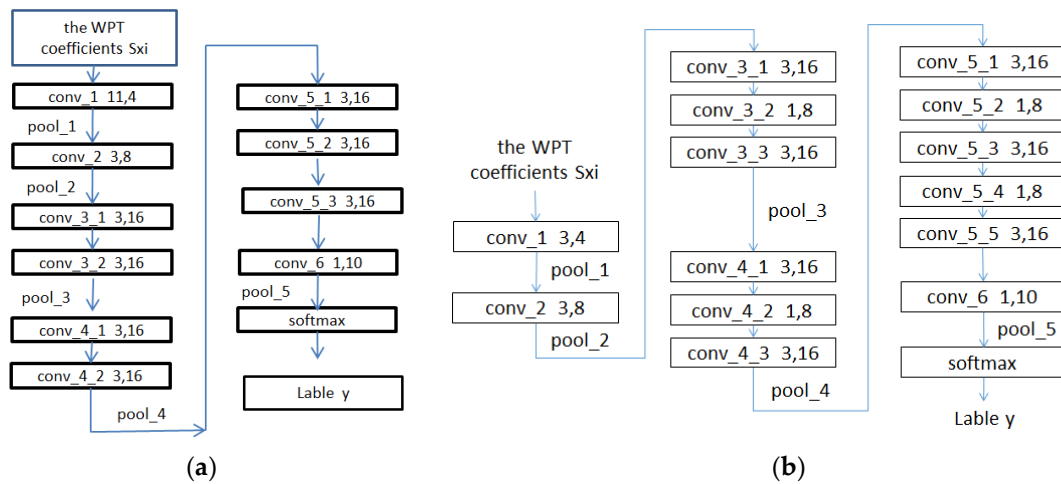 the WPT
coefficients Sxi
conv_1 11,4
pool_1
conv_2 3,8
pool_2
conv_3_1 3,16
conv_3_2 3,16
pool_3
conv_4_1 3,16
conv_4_2 3,16
pool_4
conv_5_1 3,16
conv_5_2 3,16
conv_5_3 3,16
conv_6 1,10
pool_5
softmax
Lable y
(a)
the WPT
coefficients Sxi
conv_1 3,4
pool_1
conv_2 3,8
pool_2
conv_3_1 3,16
conv_3_2 1,8
conv_3_3 3,16
pool_3
conv_4_1 3,16
conv_4_2 1,8
conv_4_3 3,16
pool_4
conv_5_1 3,16
conv_5_2 1,8
conv_5_3 3,16
conv_5_4 1,8
conv_5_5 3,16
conv_6 1,10
pool_5
softmax
Lable y
(b)